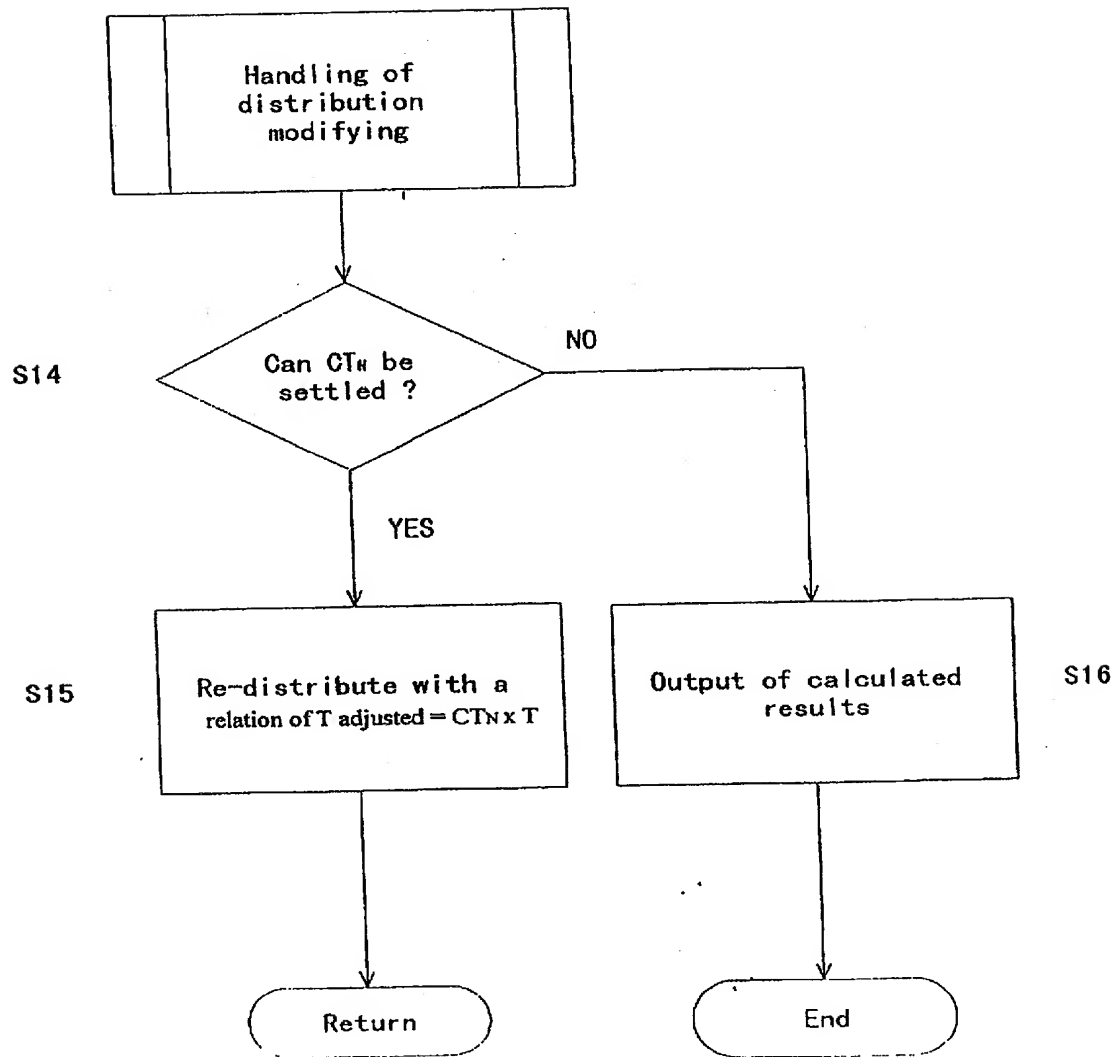 Handling of
distribution
modifying
S14
Can CTN be
settled ?
NO
YES
S15
Re-distribute with a
relation of T adjusted = CTN x T
Output of calculated
results
S16
Return
End